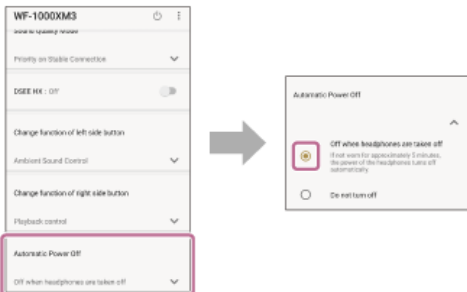 WF-1000XM3
Sound Quality Mode
Priority on Stable Connection
DSEE HX : Off
Change function of left side button
Ambient Sound Control
Change function of right side button
Playback control
Automatic Power Off
Off when headphones are taken off
Automatic Power Off
Off when headphones are taken off
If not worn for approximately 5 minutes,
the power of the headphones turns off
automatically.
Do not turn off